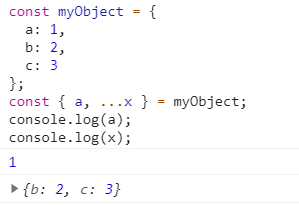 const myObject = {
  a: 1,
  b: 2,
  c: 3
};
const { a, ...x } = myObject;
console.log(a);
console.log(x);
1
▶{b: 2, c: 3}